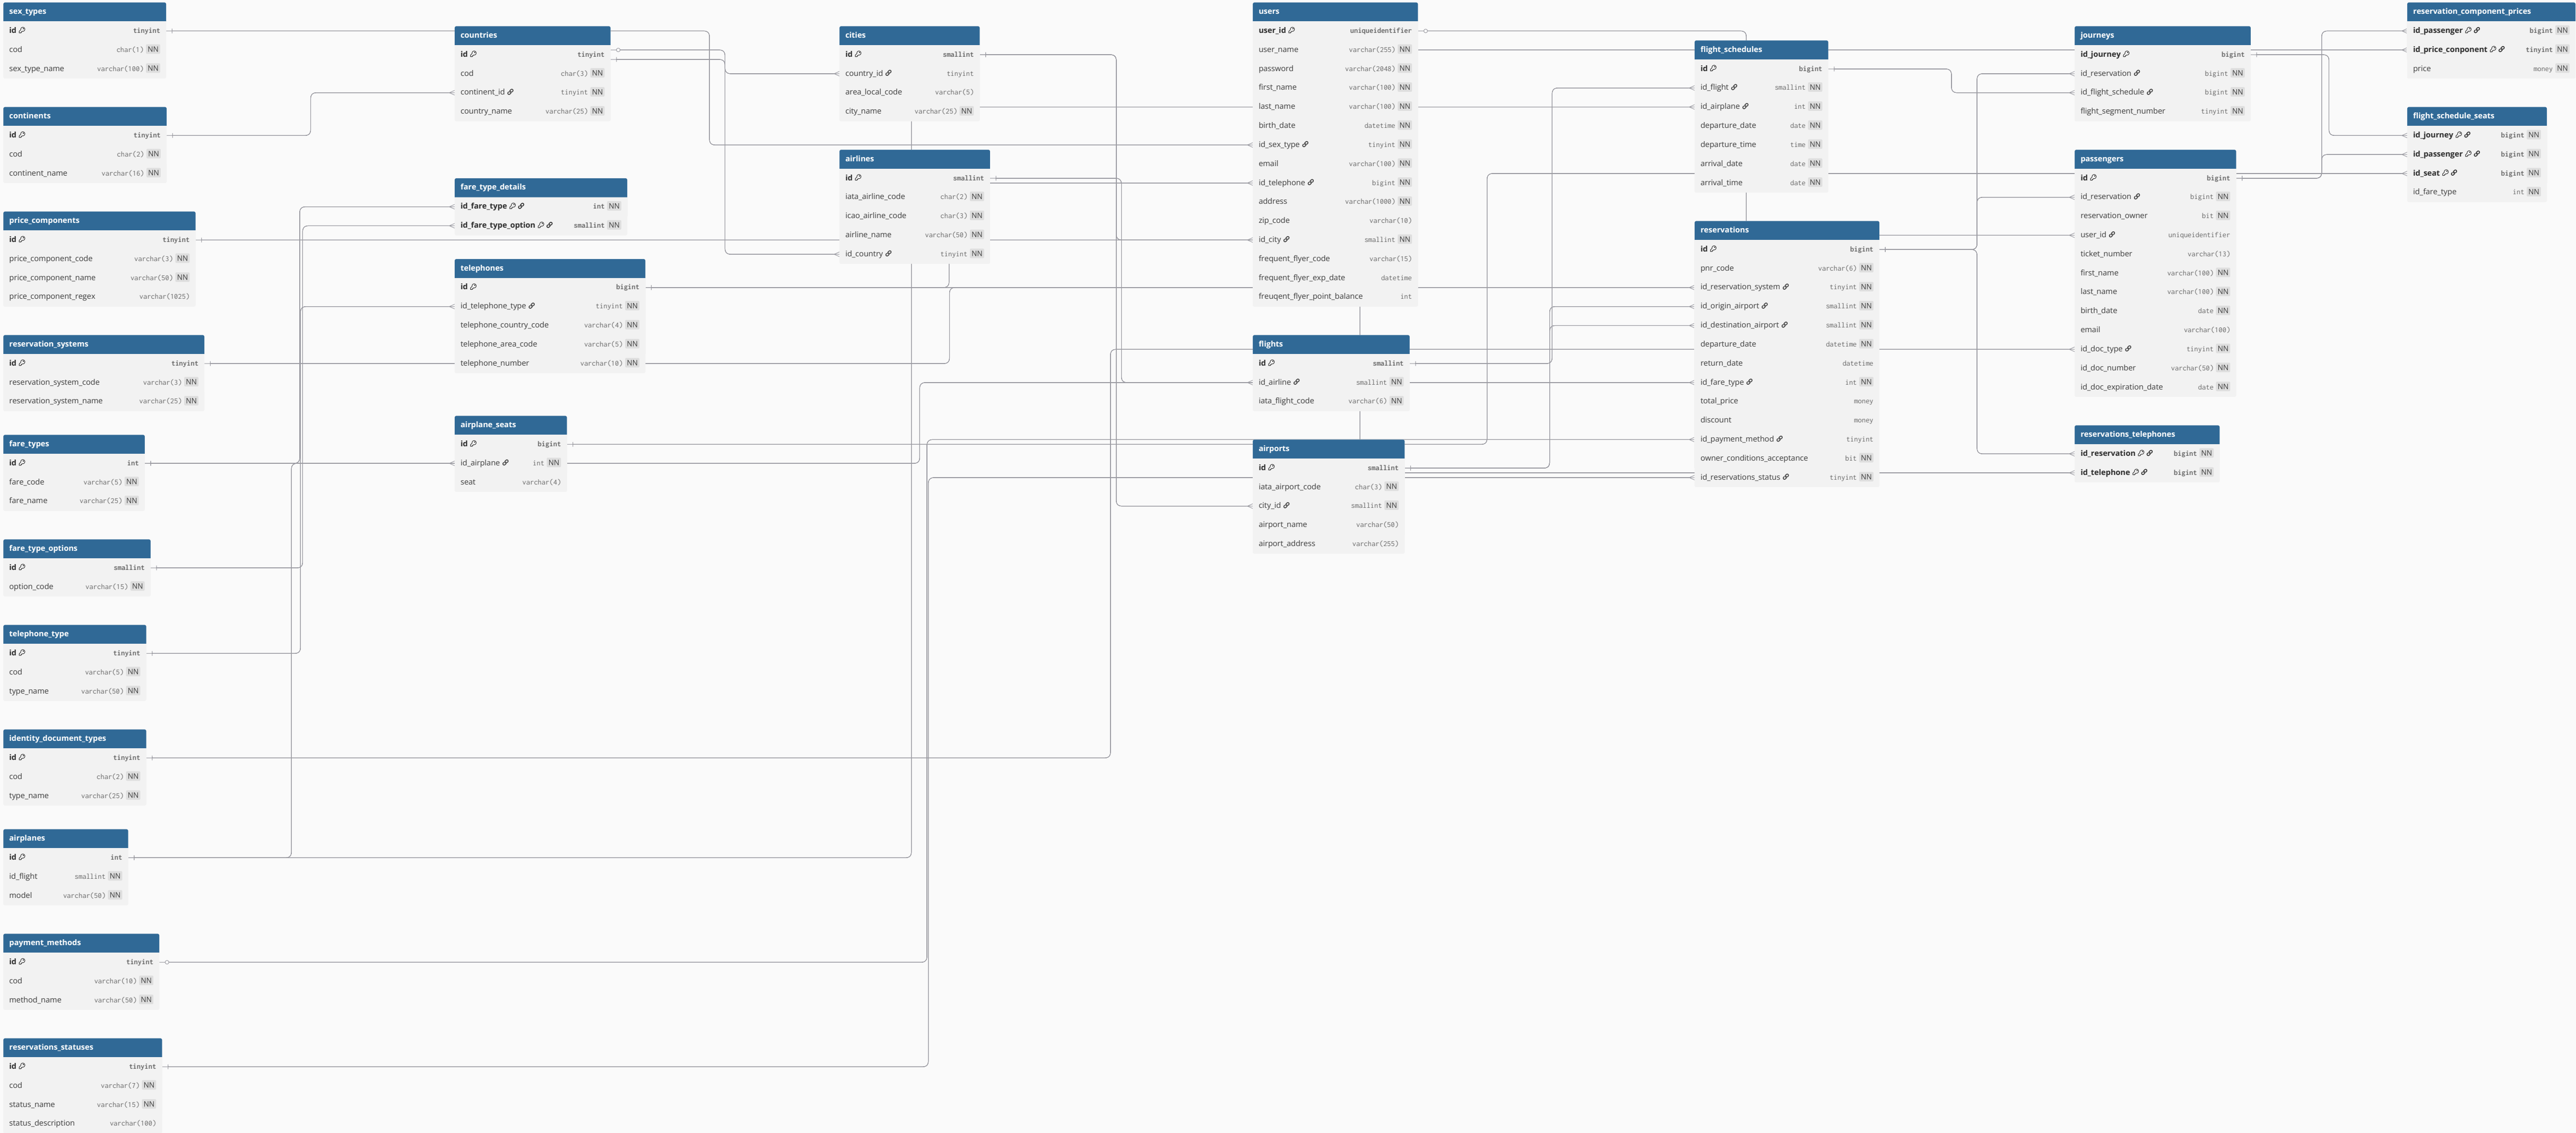 sex_types
id tinyint
cod char(1) NN
sex_type_name varchar(100) NN
continents
id tinyint
cod char(2) NN
continent_name varchar(16) NN
price_components
id tinyint
price_component_code varchar(3) NN
price_component_name varchar(50) NN
price_component_regex varchar(1025)
reservation_systems
id tinyint
reservation_system_code varchar(3) NN
reservation_system_name varchar(25) NN
fare_types
id int
fare_code varchar(5) NN
fare_name varchar(25) NN
fare_type_options
id smallint
option_code varchar(15) NN
telephone_type
id tinyint
cod varchar(5) NN
type_name varchar(50) NN
identity_document_types
id tinyint
cod char(2) NN
type_name varchar(25) NN
airplanes
id int
id_flight smallint NN
model varchar(50) NN
payment_methods
id tinyint
cod varchar(10) NN
method_name varchar(50) NN
reservations_statuses
id tinyint
cod varchar(7) NN
status_name varchar(15) NN
status_description varchar(100)
countries
id tinyint
cod char(3) NN
continent_id tinyint NN
country_name varchar(25) NN
fare_type_details
id_fare_type int NN
id_fare_type_option smallint NN
telephones
id bigint
id_telephone_type tinyint NN
telephone_country_code varchar(4) NN
telephone_area_code varchar(5) NN
telephone_number varchar(10) NN
airplane_seats
id bigint
id_airplane int NN
seat varchar(4)
cities
id smallint
country_id tinyint
area_local_code varchar(5)
city_name varchar(25) NN
airlines
id smallint
iata_airline_code char(2) NN
icao_airline_code char(3) NN
airline_name varchar(50) NN
id_country tinyint NN
users
user_id uniqueidentifier
user_name varchar(255) NN
password varchar(2048) NN
first_name varchar(100) NN
last_name varchar(100) NN
birth_date datetime NN
id_sex_type tinyint NN
email varchar(100) NN
id_telephone bigint NN
address varchar(1000) NN
zip_code varchar(10)
id_city smallint NN
frequent_flyer_code varchar(15)
frequent_flyer_exp_date datetime
freuqent_flyer_point_balance int
flights
id smallint
id_airline smallint NN
iata_flight_code varchar(6) NN
airports
id smallint
iata_airport_code char(3) NN
city_id smallint NN
airport_name varchar(50)
airport_address varchar(255)
flight_schedules
id bigint
id_flight smallint NN
id_airplane int NN
departure_date date NN
departure_time time NN
arrival_date date NN
arrival_time date NN
reservations
id bigint
pnr_code varchar(6) NN
id_reservation_system tinyint NN
id_origin_airport smallint NN
id_destination_airport smallint NN
departure_date datetime NN
return_date datetime
id_fare_type int NN
total_price money
discount money
id_payment_method tinyint
owner_conditions_acceptance bit NN
id_reservations_status tinyint NN
journeys
id_journey bigint
id_reservation bigint NN
id_flight_schedule bigint NN
flight_segment_number tinyint NN
passengers
id bigint
id_reservation bigint NN
reservation_owner bit NN
user_id uniqueidentifier
ticket_number varchar(13)
first_name varchar(100) NN
last_name varchar(100) NN
birth_date date NN
email varchar(100)
id_doc_type tinyint NN
id_doc_number varchar(50) NN
id_doc_expiration_date date NN
reservations_telephones
id_reservation bigint NN
id_telephone bigint NN
reservation_component_prices
id_passenger bigint NN
id_price_conponent tinyint NN
price money NN
flight_schedule_seats
id_journey bigint NN
id_passenger bigint NN
id_seat bigint NN
id_fare_type int NN